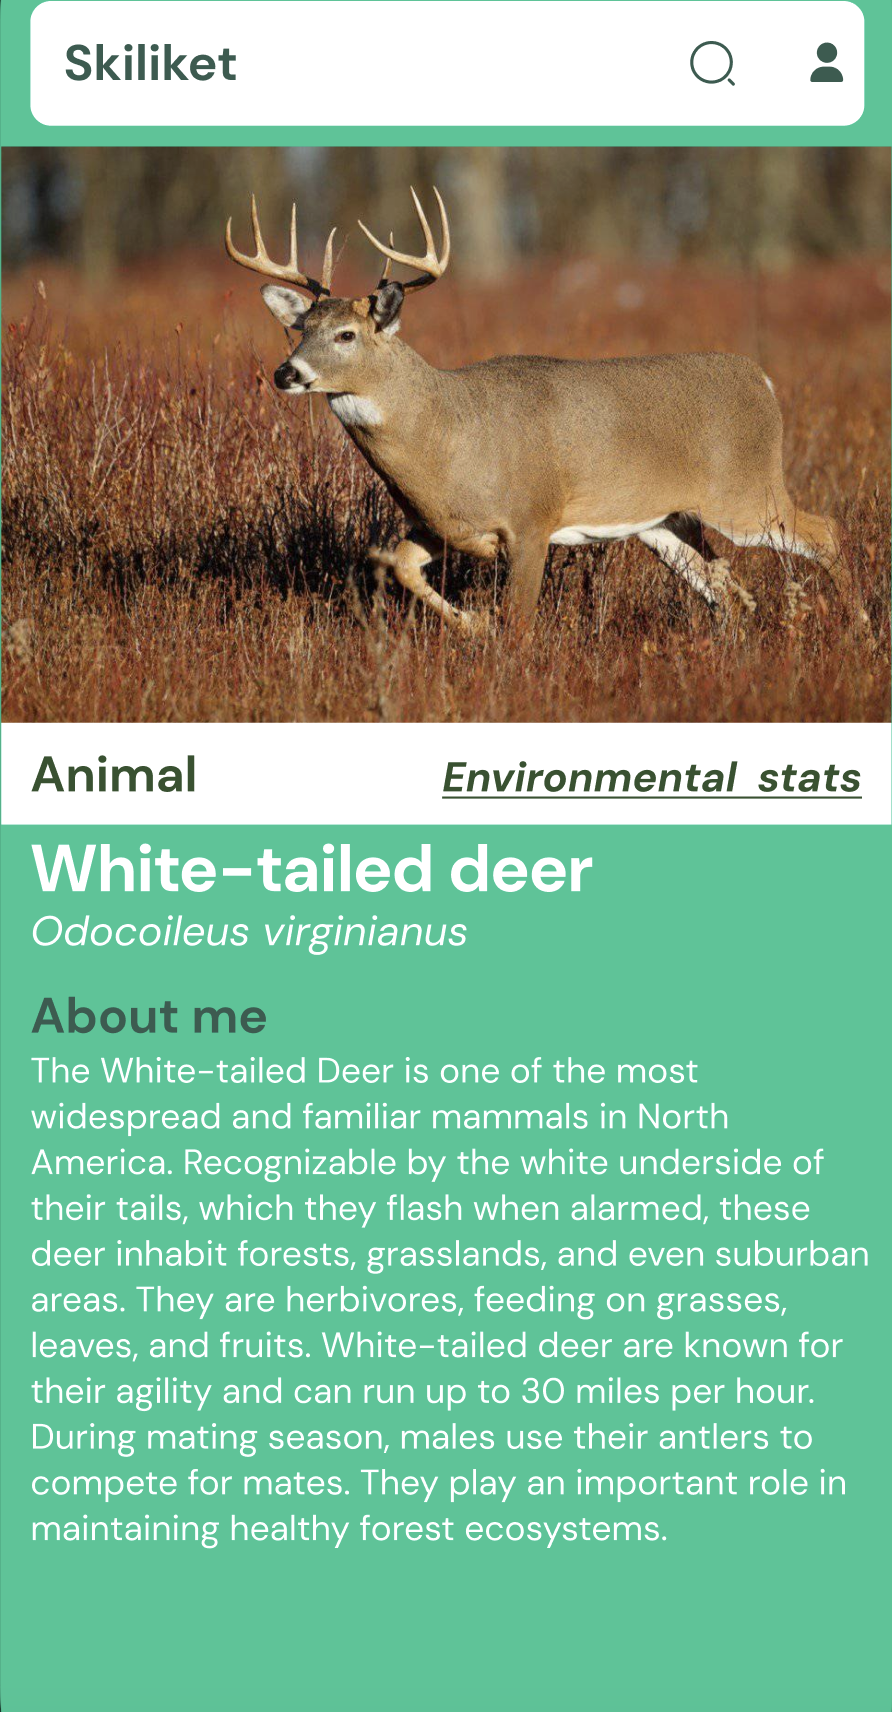 Skiliket
Animal
Environmental stats
White-tailed deer
Odocoileus virginianus
About me
The White-tailed Deer is one of the most
widespread and familiar mammals in North
America. Recognizable by the white underside of
their tails, which they flash when alarmed, these
deer inhabit forests, grasslands, and even suburban
areas. They are herbivores, feeding on grasses,
leaves, and fruits. White-tailed deer are known for
their agility and can run up to 30 miles per hour.
During mating season, males use their antlers to
compete for mates. They play an important role in
maintaining healthy forest ecosystems.